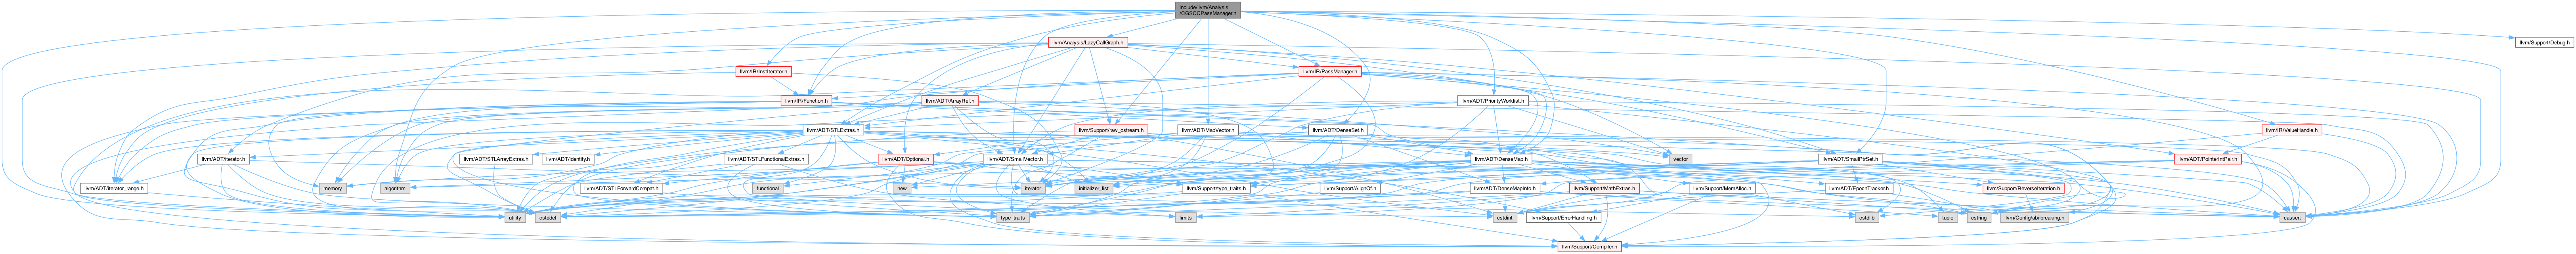 include/llvm/Analysis
/CGSCCPassManager.h
llvm/Analysis/LazyCallGraph.h
llvm/Support/Debug.h
llvm/IR/InstIterator.h
llvm/IR/PassManager.h
llvm/IR/Function.h
llvm/ADT/ArrayRef.h
llvm/ADT/PriorityWorklist.h
llvm/ADT/STLExtras.h
llvm/Support/raw_ostream.h
llvm/ADT/MapVector.h
llvm/ADT/DenseSet.h
llvm/IR/ValueHandle.h
llvm/ADT/iterator.h
llvm/ADT/STLArrayExtras.h
llvm/ADT/identity.h
llvm/ADT/STLFunctionalExtras.h
llvm/ADT/Optional.h
llvm/ADT/SmallVector.h
vector
llvm/ADT/DenseMap.h
llvm/ADT/SmallPtrSet.h
llvm/ADT/PointerIntPair.h
llvm/ADT/iterator_range.h
memory
algorithm
llvm/ADT/STLForwardCompat.h
functional
new
iterator
initializer_list
llvm/Support/type_traits.h
llvm/Support/AlignOf.h
llvm/ADT/DenseMapInfo.h
llvm/Support/MathExtras.h
llvm/Support/MemAlloc.h
llvm/ADT/EpochTracker.h
llvm/Support/ReverseIteration.h
utility
cstddef
type_traits
limits
cstdint
llvm/Support/ErrorHandling.h
cstdlib
tuple
cstring
llvm/Config/abi-breaking.h
cassert
llvm/Support/Compiler.h